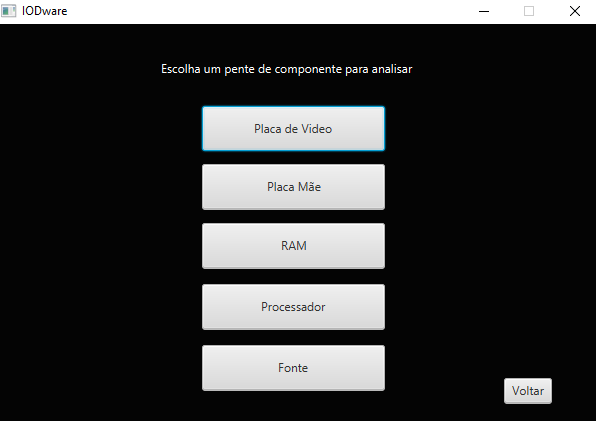 IODware
Escolha um pente de componente para analisar
Placa de Video
Placa Mãe
RAM
Processador
Fonte
Voltar